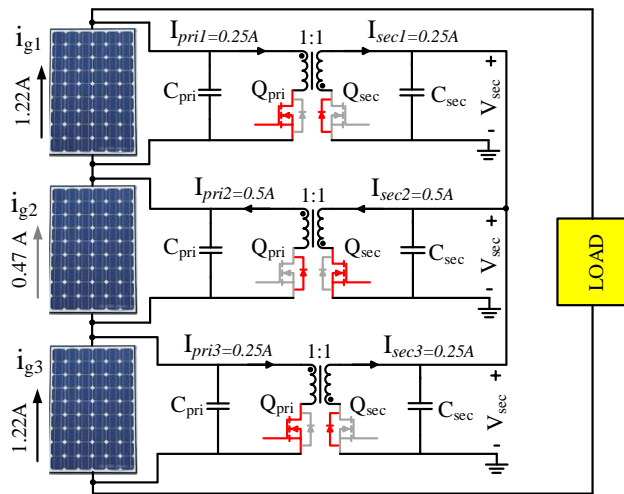 i_g1
1.22A
I_pri1=0.25A
1:1
I_sec1=0.25A
C_pri
Q_pri
Q_sec
C_sec
+
V_sec
-
i_g2
0.47 A
I_pri2=0.5A
1:1
I_sec2=0.5A
C_pri
Q_pri
Q_sec
C_sec
+
V_sec
-
LOAD
i_g3
1.22A
I_pri3=0.25A
1:1
I_sec3=0.25A
C_pri
Q_pri
Q_sec
C_sec
+
V_sec
-